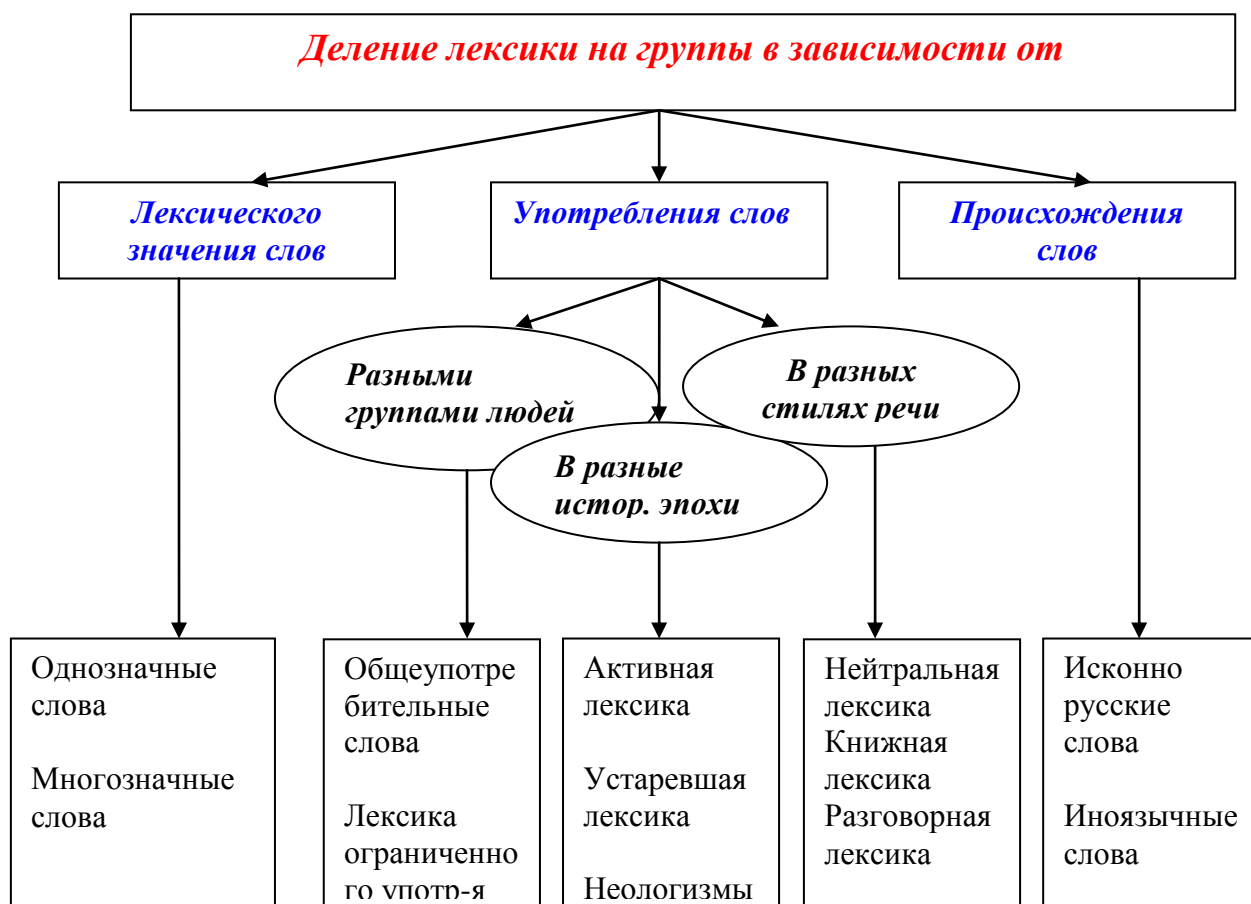 Деление лексики на группы в зависимости от
Лексического
значения слов
Употребления слов
Происхождения
слов
Разными
группами людей
В разные
истор. эпохи
В разных
стилях речи
Однозначные
слова
Многозначные
слова
Общеупотре
бительные
слова
Лексика
ограниченно
го употр-я
Активная
лексика
Устаревшая
лексика
Неологизмы
Нейтральная
лексика
Книжная
лексика
Разговорная
лексика
Исконно
русские
слова
Иноязычные
слова